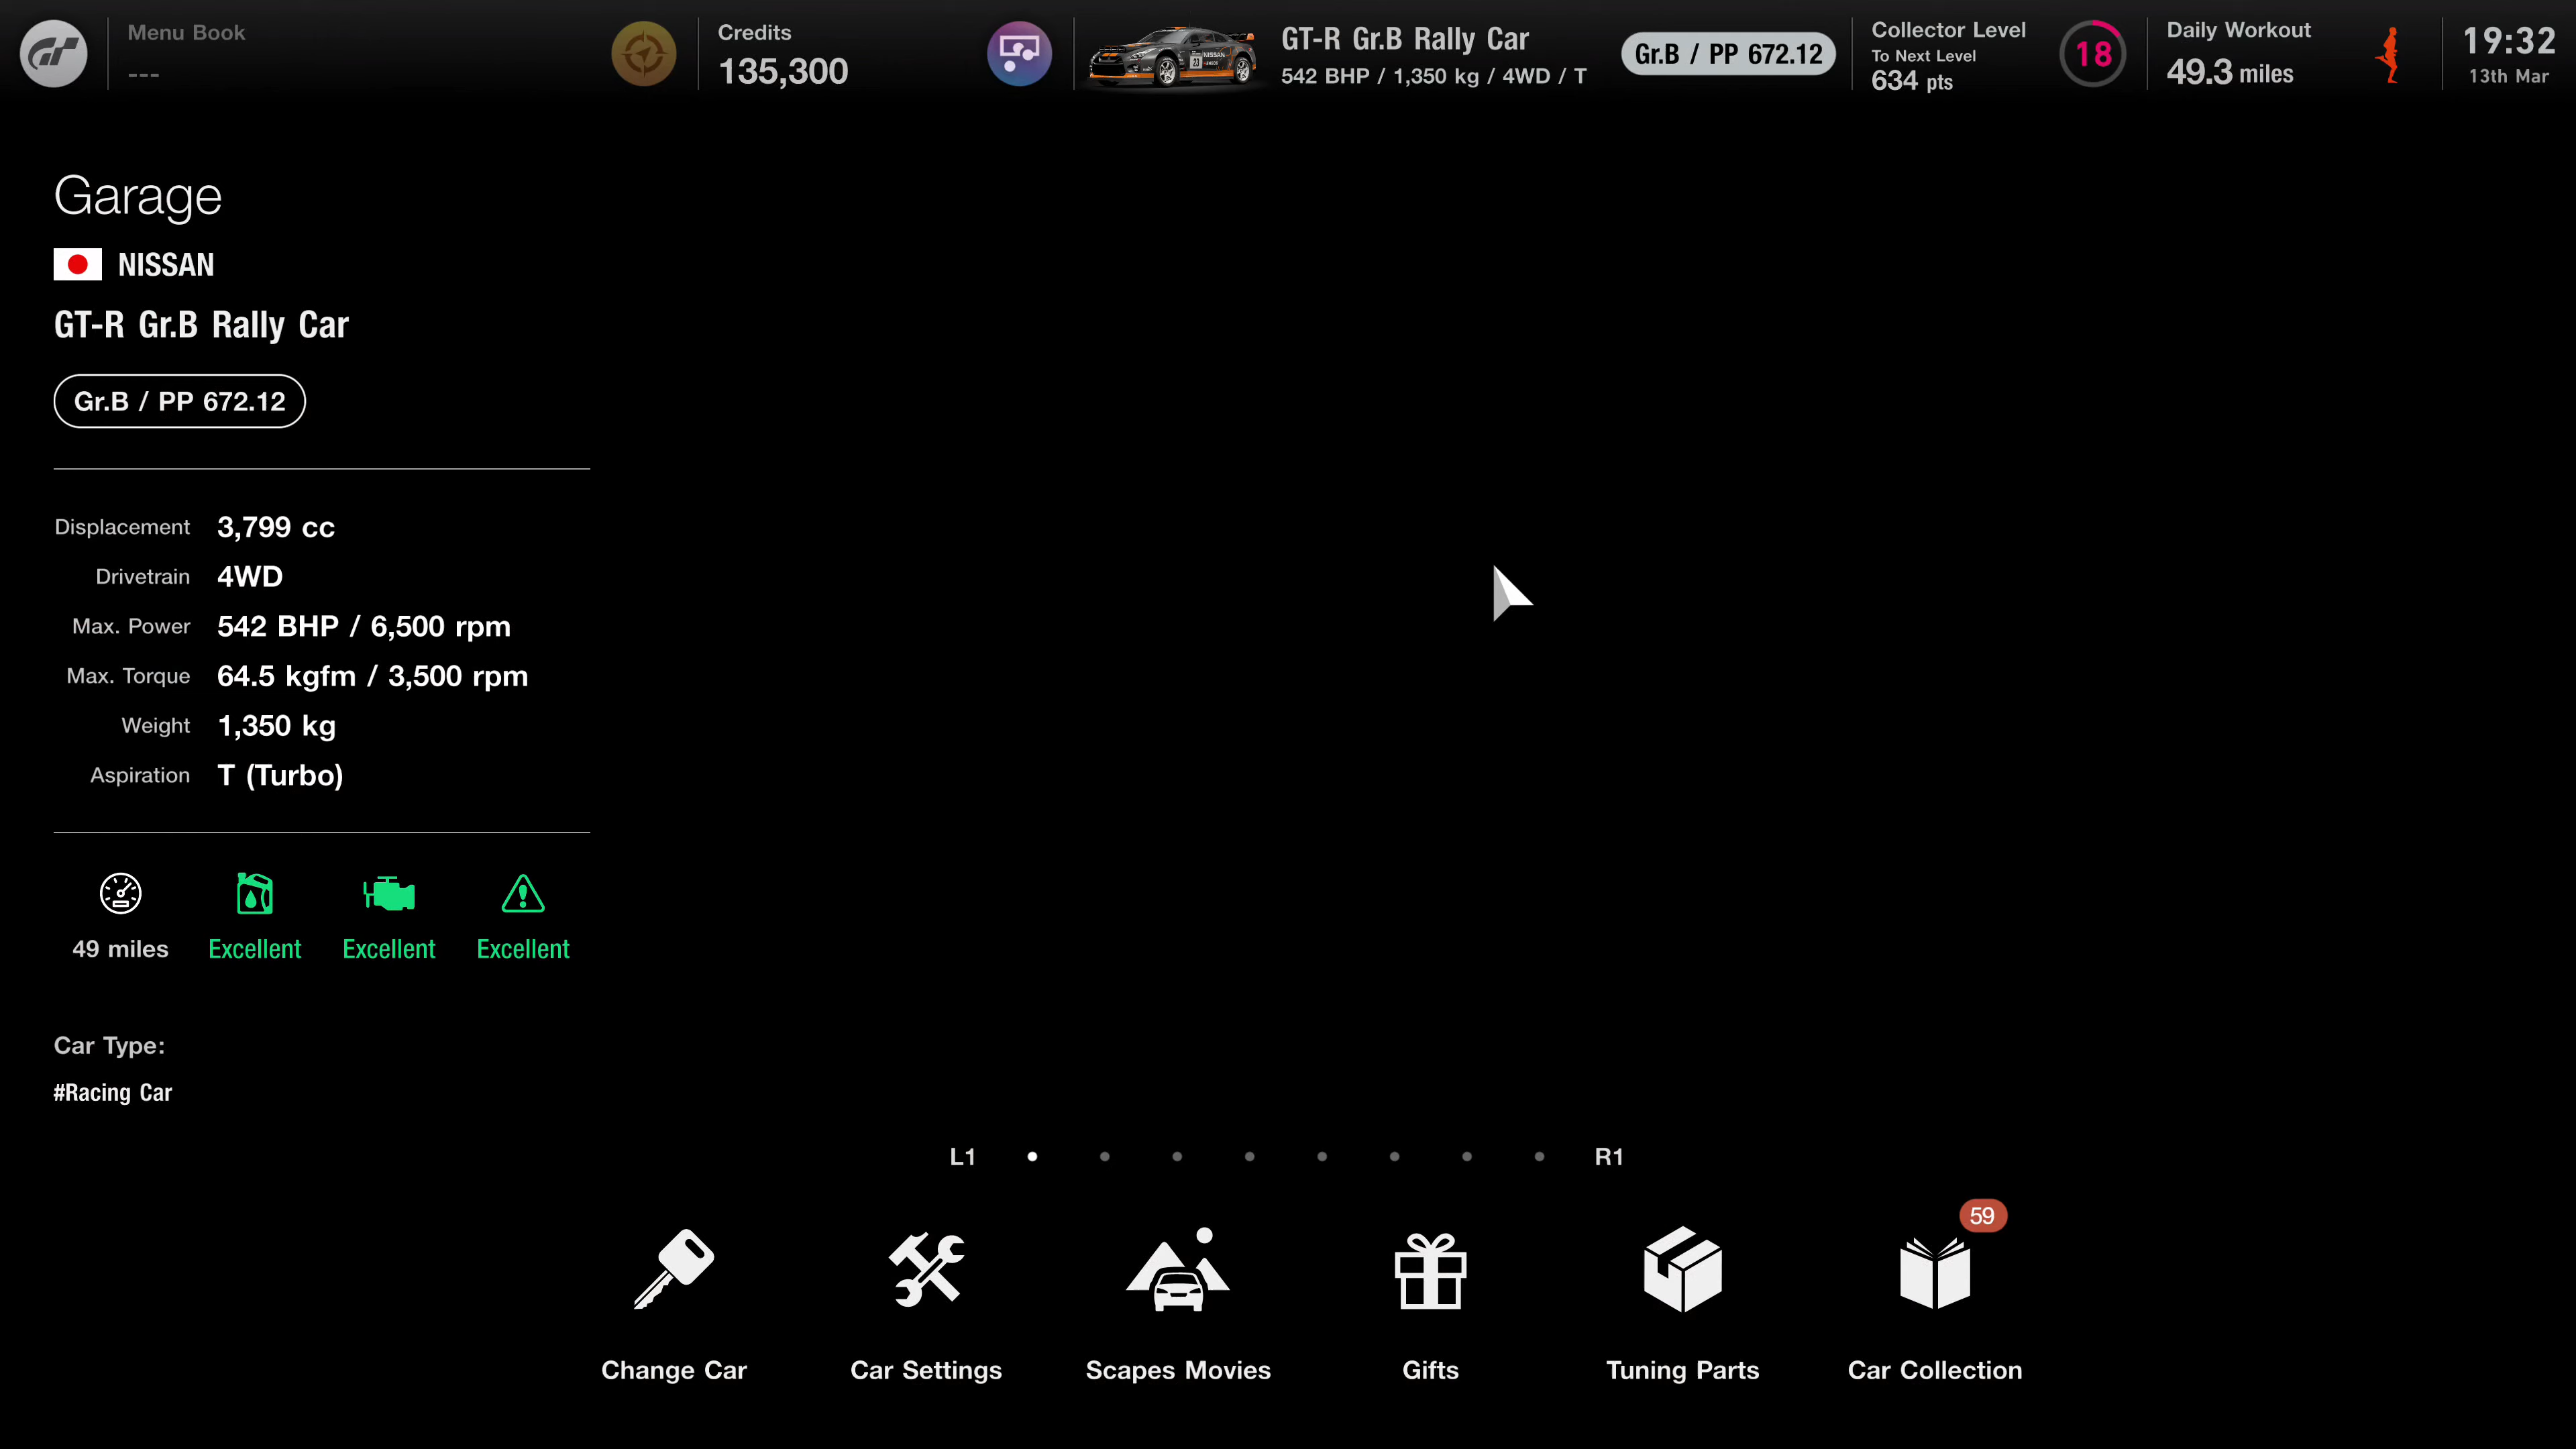 Menu Book
---
Credits
135,300
GT-R Gr.B Rally Car
542 BHP / 1,350 kg / 4WD / T
Gr.B / PP 672.12
Collector Level
To Next Level
634 pts
18
Daily Workout
49.3 miles
19:32
13th Mar
Garage
NISSAN
GT-R Gr.B Rally Car
Gr.B / PP 672.12
Displacement 3,799 cc
Drivetrain 4WD
Max. Power 542 BHP / 6,500 rpm
Max. Torque 64.5 kgfm / 3,500 rpm
Weight 1,350 kg
Aspiration T (Turbo)
49 miles Excellent Excellent Excellent
Car Type:
#Racing Car
L1 R1
59
Change Car Car Settings Scapes Movies Gifts Tuning Parts Car Collection